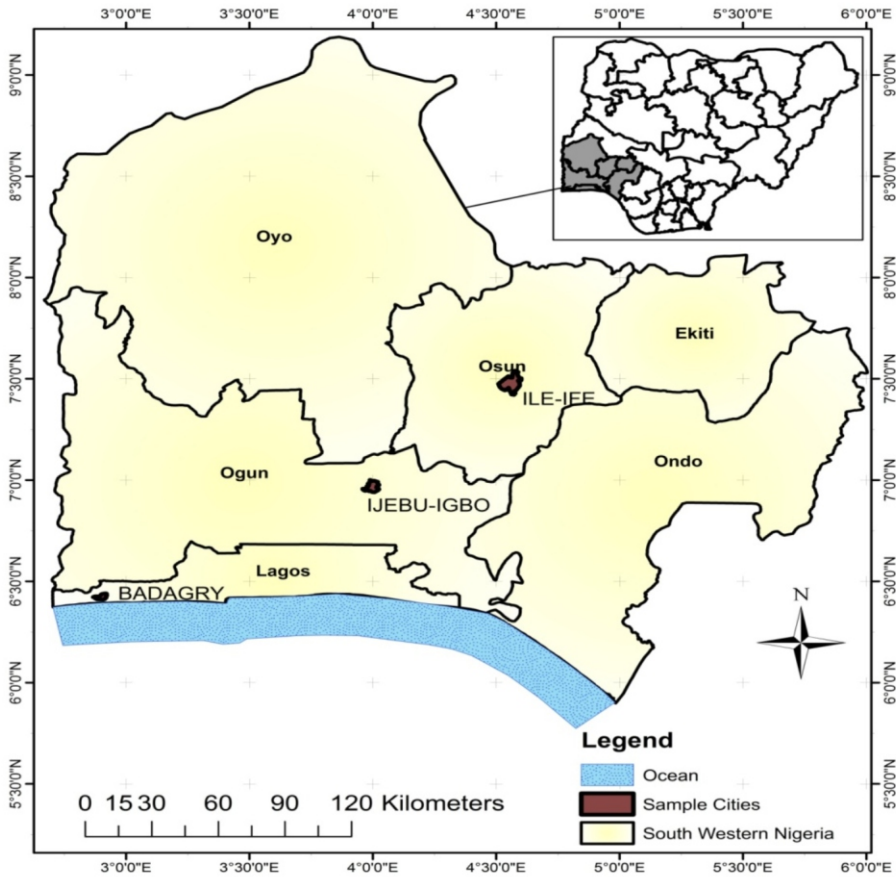 3°0'0"E 3°30'0"E 4°0'0"E 4°30'0"E 5°0'0"E 5°30'0"E 6°0'0"E
9°0'0"N 9°0'0"N
8°30'0"N 8°30'0"N
Oyo
8°0'0"N 8°0'0"N
Ekiti
Osun
7°30'0"N 7°30'0"N
ILE-IFE
Ondo
Ogun
7°0'0"N 7°0'0"N
IJEBU-IGBO
Lagos
6°30'0"N 6°30'0"N
BADAGRY
N
6°0'0"N 6°0'0"N
Legend
Ocean
5°30'0"N 5°30'0"N
0 15 30 60 90 120 Kilometers
Sample Cities
South Western Nigeria
3°0'0"E 3°30'0"E 4°0'0"E 4°30'0"E 5°0'0"E 5°30'0"E 6°0'0"E